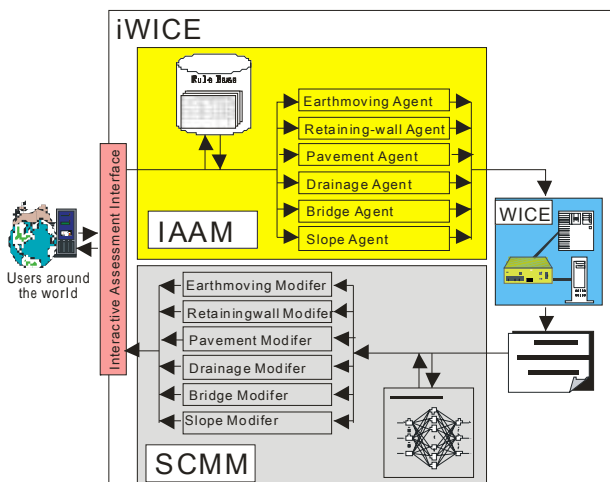 iWICE
Rule Base
Earthmoving Agent
Retaining-wall Agent
Pavement Agent
Drainage Agent
Bridge Agent
Slope Agent
IAAM
Interactive Assessment Interface
Users around
the world
WICE
Earthmoving Modifer
Retainingwall Modifer
Pavement Modifer
Drainage Modifer
Bridge Modifer
Slope Modifer
SCMM